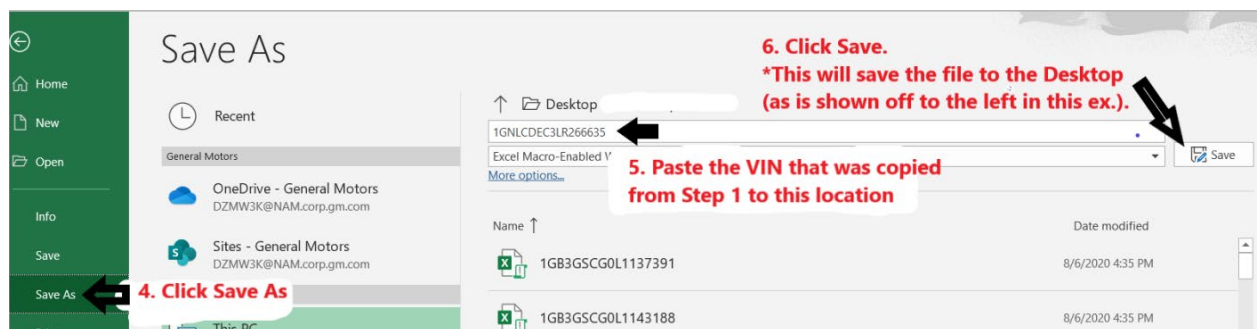 Save As
6. Click Save.
*This will save the file to the Desktop
(as is shown off to the left in this ex.).
Home
New
Open
Info
Save
Save As
4. Click Save As
Recent
General Motors
OneDrive - General Motors
DZMW3K@NAM.corp.gm.com
Sites - General Motors
DZMW3K@NAM.corp.gm.com
This PC
Desktop
1GNLCDEC3LR266635
Excel Macro-Enabled
Save
More options...
5. Paste the VIN that was copied
from Step 1 to this location
Name
Date modified
1GB3GSCG0L1137391
8/6/2020 4:35 PM
1GB3GSCG0L1143188
8/6/2020 4:35 PM